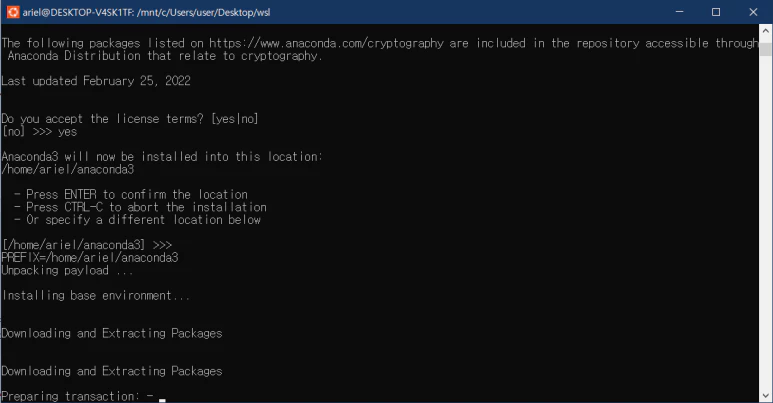 ariel@DESKTOP-V4SK1TF: /mnt/c/Users/user/Desktop/wsl
The following packages listed on https://www.anaconda.com/cryptography are included in the repository accessible through
Anaconda Distribution that relate to cryptography.
Last updated February 25, 2022
Do you accept the license terms? [yes|no]
[no] >>> yes
Anaconda3 will now be installed into this location:
/home/ariel/anaconda3
- Press ENTER to confirm the location
- Press CTRL-C to abort the installation
- Or specify a different location below
[/home/ariel/anaconda3] >>>
PREFIX=/home/ariel/anaconda3
Unpacking payload ...
Installing base environment...
Downloading and Extracting Packages
Downloading and Extracting Packages
Preparing transaction: -